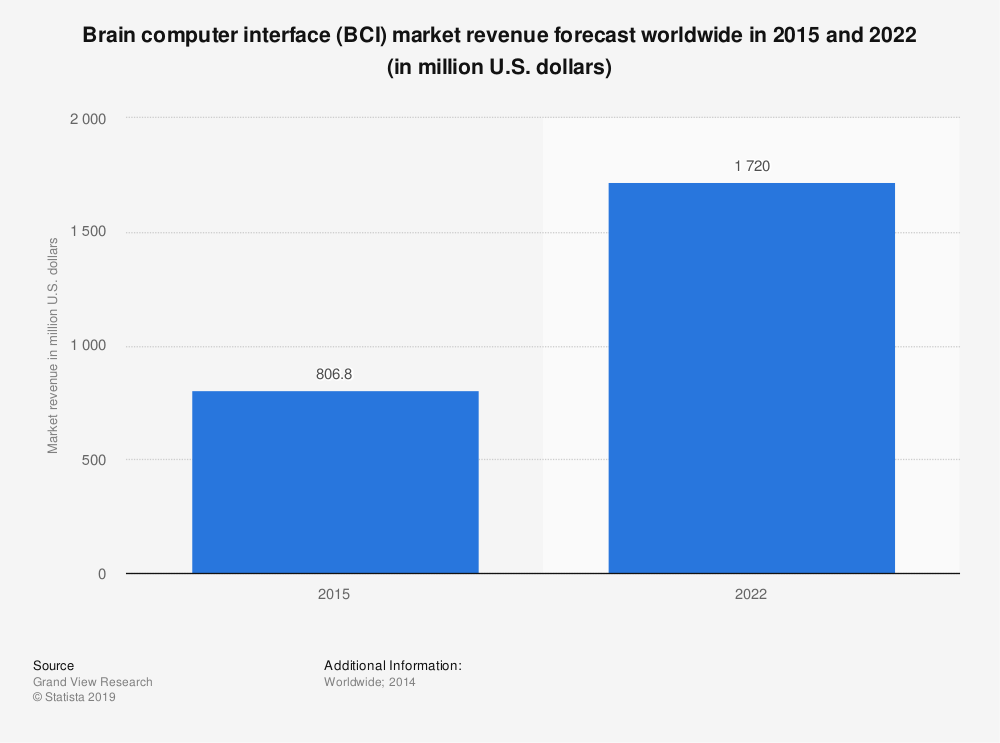 Brain computer interface (BCI) market revenue forecast worldwide in 2015 and 2022
(in million U.S. dollars)
Market revenue in million U.S. dollars
2 000
1 500
1 000
500
0
806.8
1 720
2015
2022
Source
Grand View Research
© Statista 2019
Additional Information:
Worldwide; 2014